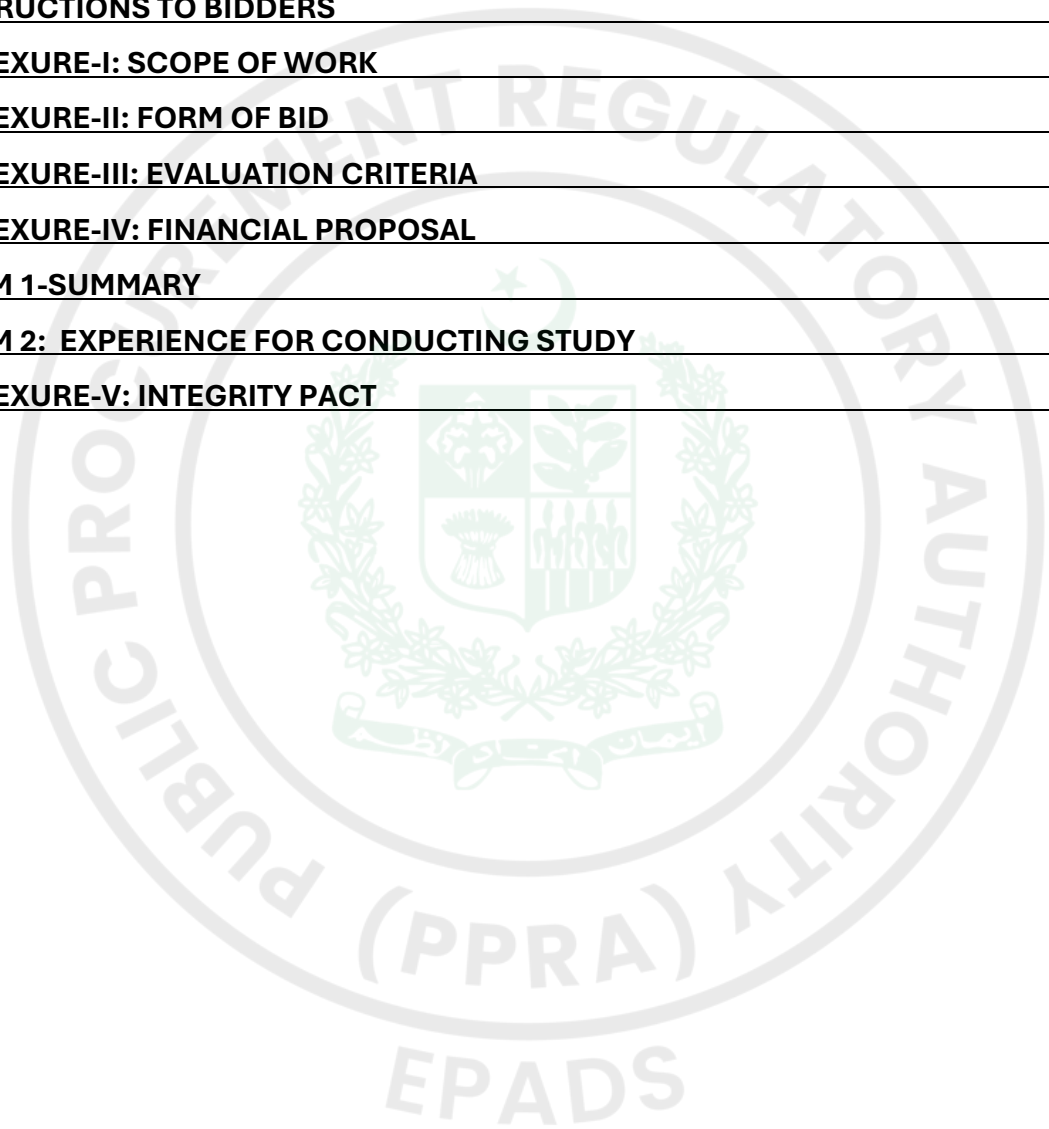 RUCTIONS TO BIDDERS
EXURE-I: SCOPE OF WORK
EXURE-II: FORM OF BID
EXURE-III: EVALUATION CRITERIA
EXURE-IV: FINANCIAL PROPOSAL
M 1-SUMMARY
M 2: EXPERIENCE FOR CONDUCTING STUDY
EXURE-V: INTEGRITY PACT
PUBLIC PROCUREMENT REGULATORY AUTHORITY
(PPRA)
EPADS